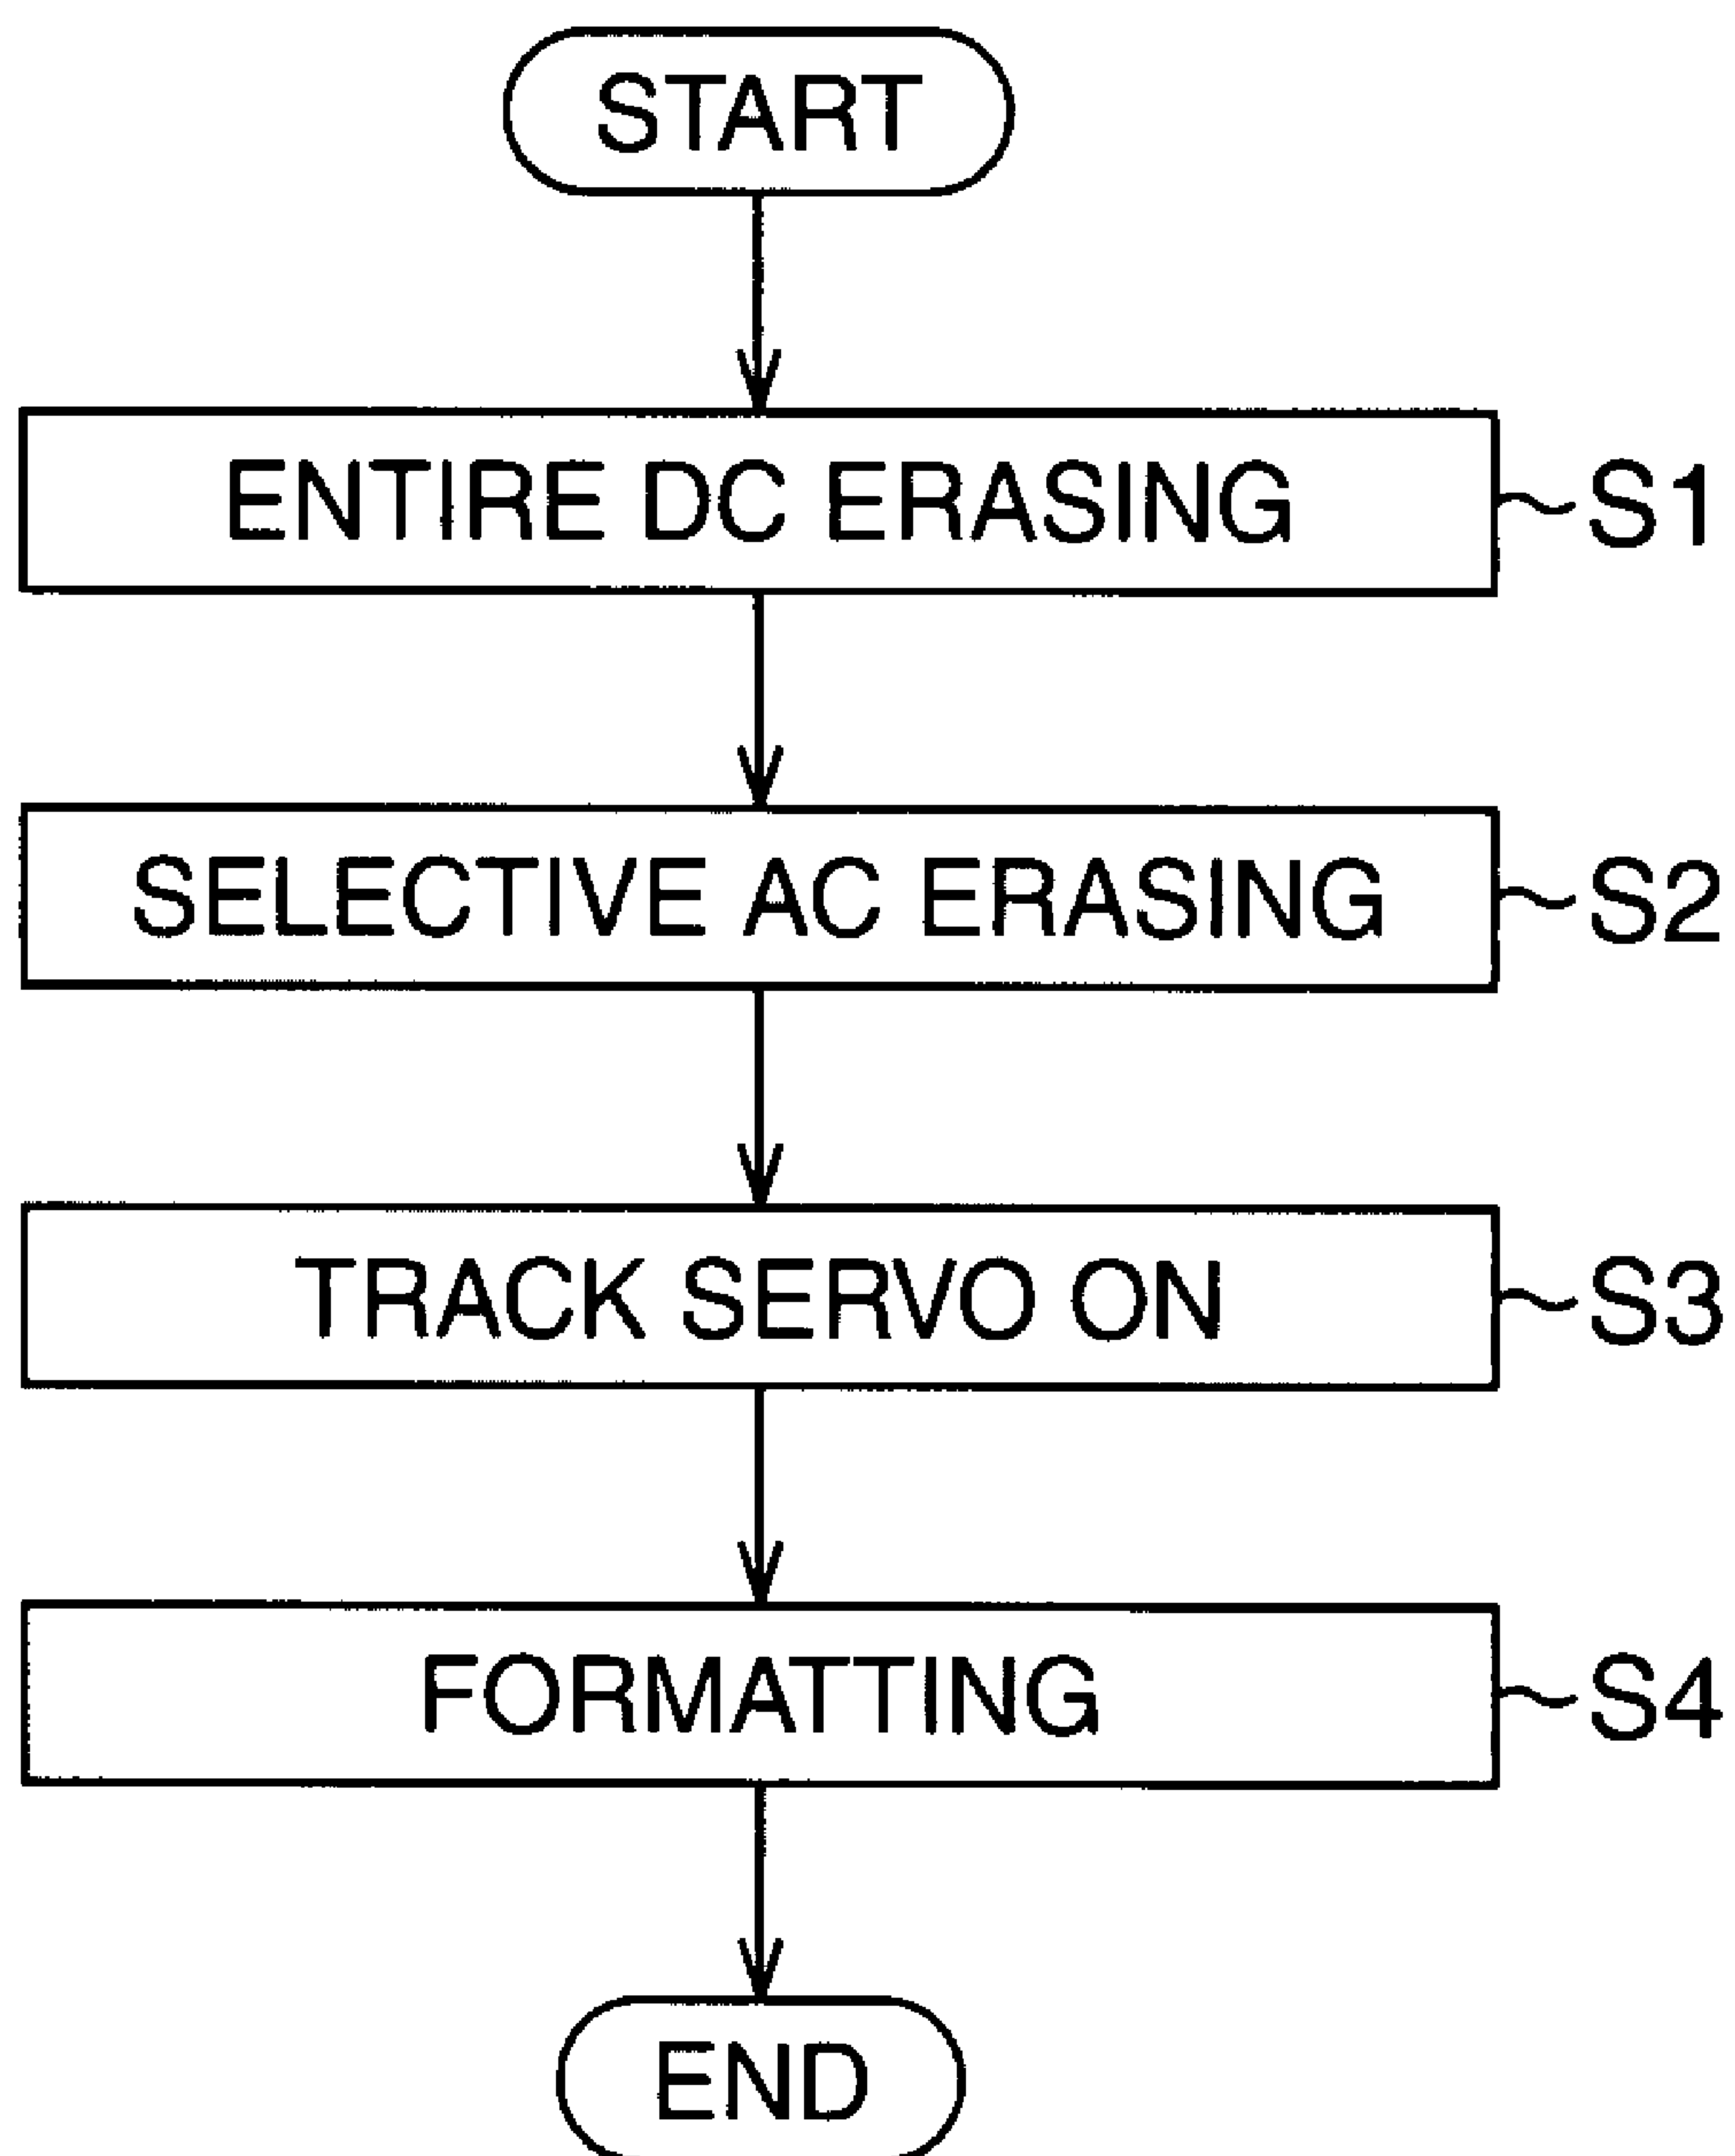 START
ENTIRE DC ERASING S1
SELECTIVE AC ERASING S2
TRACK SERVO ON S3
FORMATTING S4
END